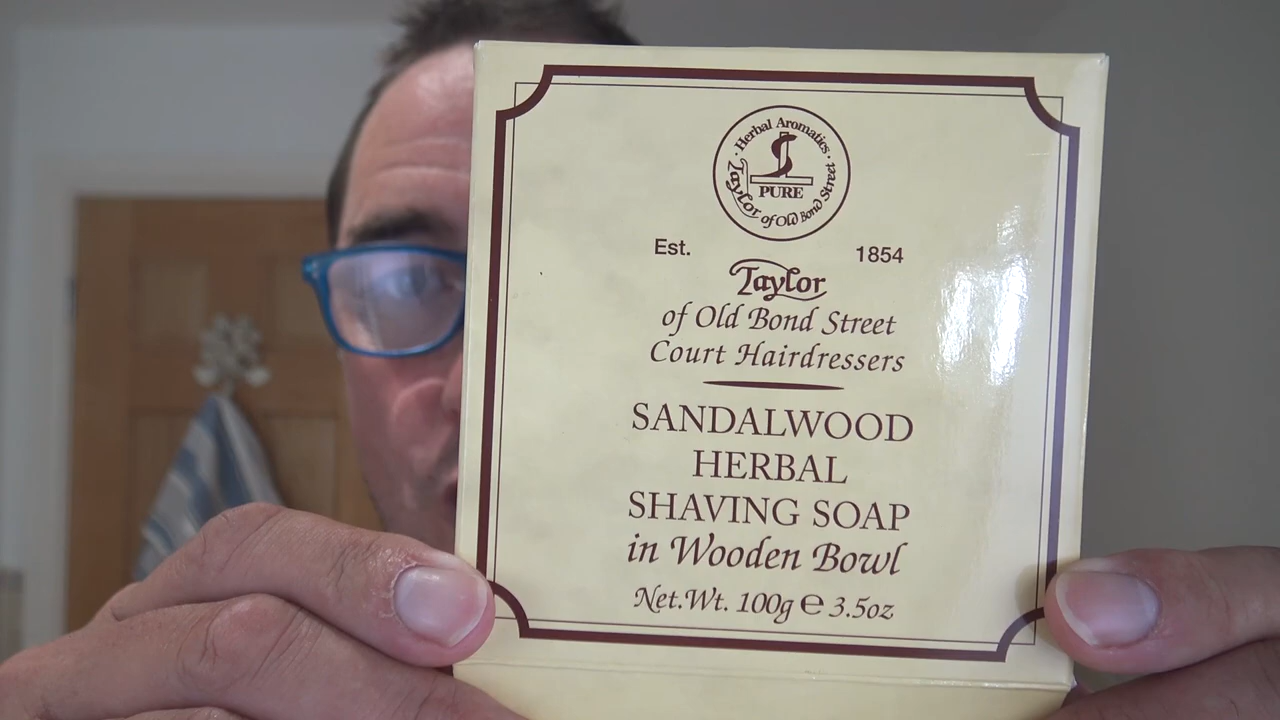 Herbal Aromatics
PURE
Taylor of Old Bond Street
Est. 1854
Taylor
of Old Bond Street
Court Hairdressers
SANDALWOOD
HERBAL
SHAVING SOAP
in Wooden Bowl
Net.Wt. 100g ℮ 3.5oz